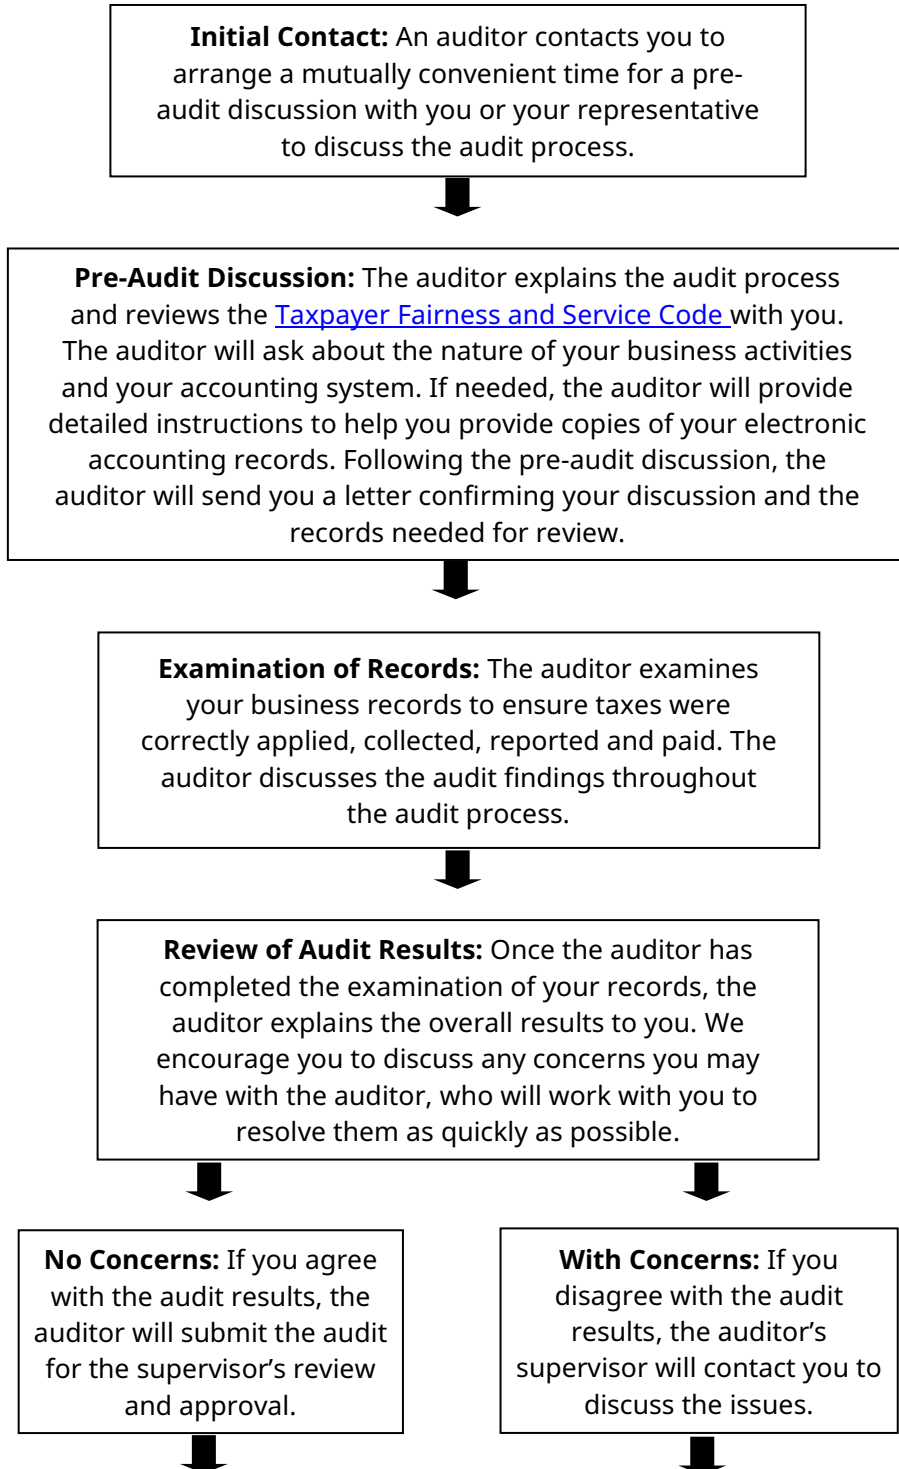 Initial Contact: An auditor contacts you to
arrange a mutually convenient time for a pre-
audit discussion with you or your representative
to discuss the audit process.
Pre-Audit Discussion: The auditor explains the audit process
and reviews the Taxpayer Fairness and Service Code with you.
The auditor will ask about the nature of your business activities
and your accounting system. If needed, the auditor will provide
detailed instructions to help you provide copies of your electronic
accounting records. Following the pre-audit discussion, the
auditor will send you a letter confirming your discussion and the
records needed for review.
Examination of Records: The auditor examines
your business records to ensure taxes were
correctly applied, collected, reported and paid. The
auditor discusses the audit findings throughout
the audit process.
Review of Audit Results: Once the auditor has
completed the examination of your records, the
auditor explains the overall results to you. We
encourage you to discuss any concerns you may
have with the auditor, who will work with you to
resolve them as quickly as possible.
No Concerns: If you agree
with the audit results, the
auditor will submit the audit
for the supervisor’s review
and approval.
With Concerns: If you
disagree with the audit
results, the auditor’s
supervisor will contact you to
discuss the issues.